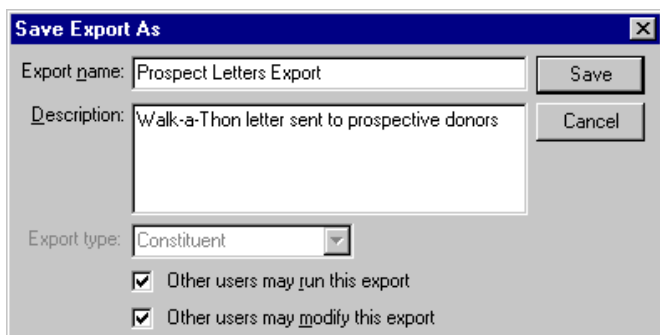 Save Export As
Export name: Prospect Letters Export Save
Description: Walk-a-Thon letter sent to prospective donors Cancel
Export type: Constituent
Other users may run this export
Other users may modify this export